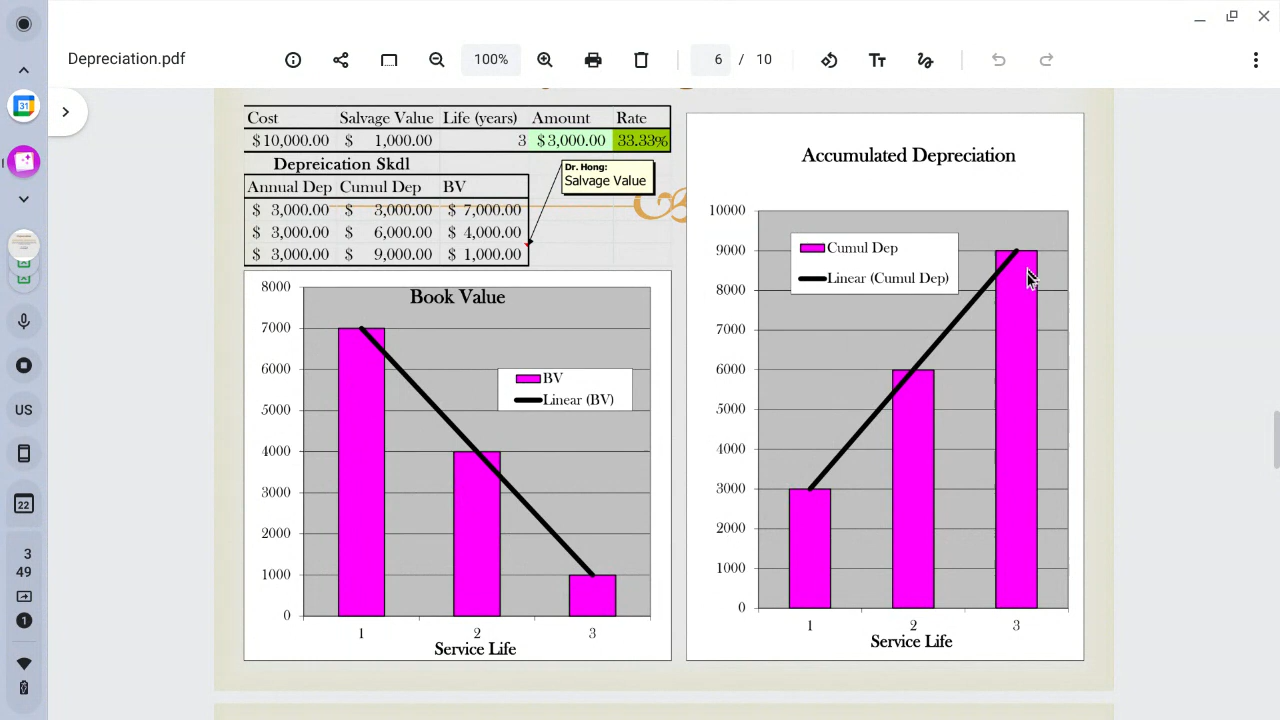 Depreciation.pdf
100%
6 / 10
31
US
22
3
49
1
Cost Salvage Value Life (years) Amount Rate
$10,000.00 $ 1,000.00 3 $3,000.00 33.33%
Depreication Skdl
Annual Dep Cumul Dep BV
$ 3,000.00 $ 3,000.00 $ 7,000.00
$ 3,000.00 $ 6,000.00 $ 4,000.00
$ 3,000.00 $ 9,000.00 $ 1,000.00
Dr. Hong:
Salvage Value
Book Value
8000
7000
6000
5000
4000
3000
2000
1000
0
BV
Linear (BV)
1 2 3
Service Life
Accumulated Depreciation
10000
9000
8000
7000
6000
5000
4000
3000
2000
1000
0
Cumul Dep
Linear (Cumul Dep)
1 2 3
Service Life